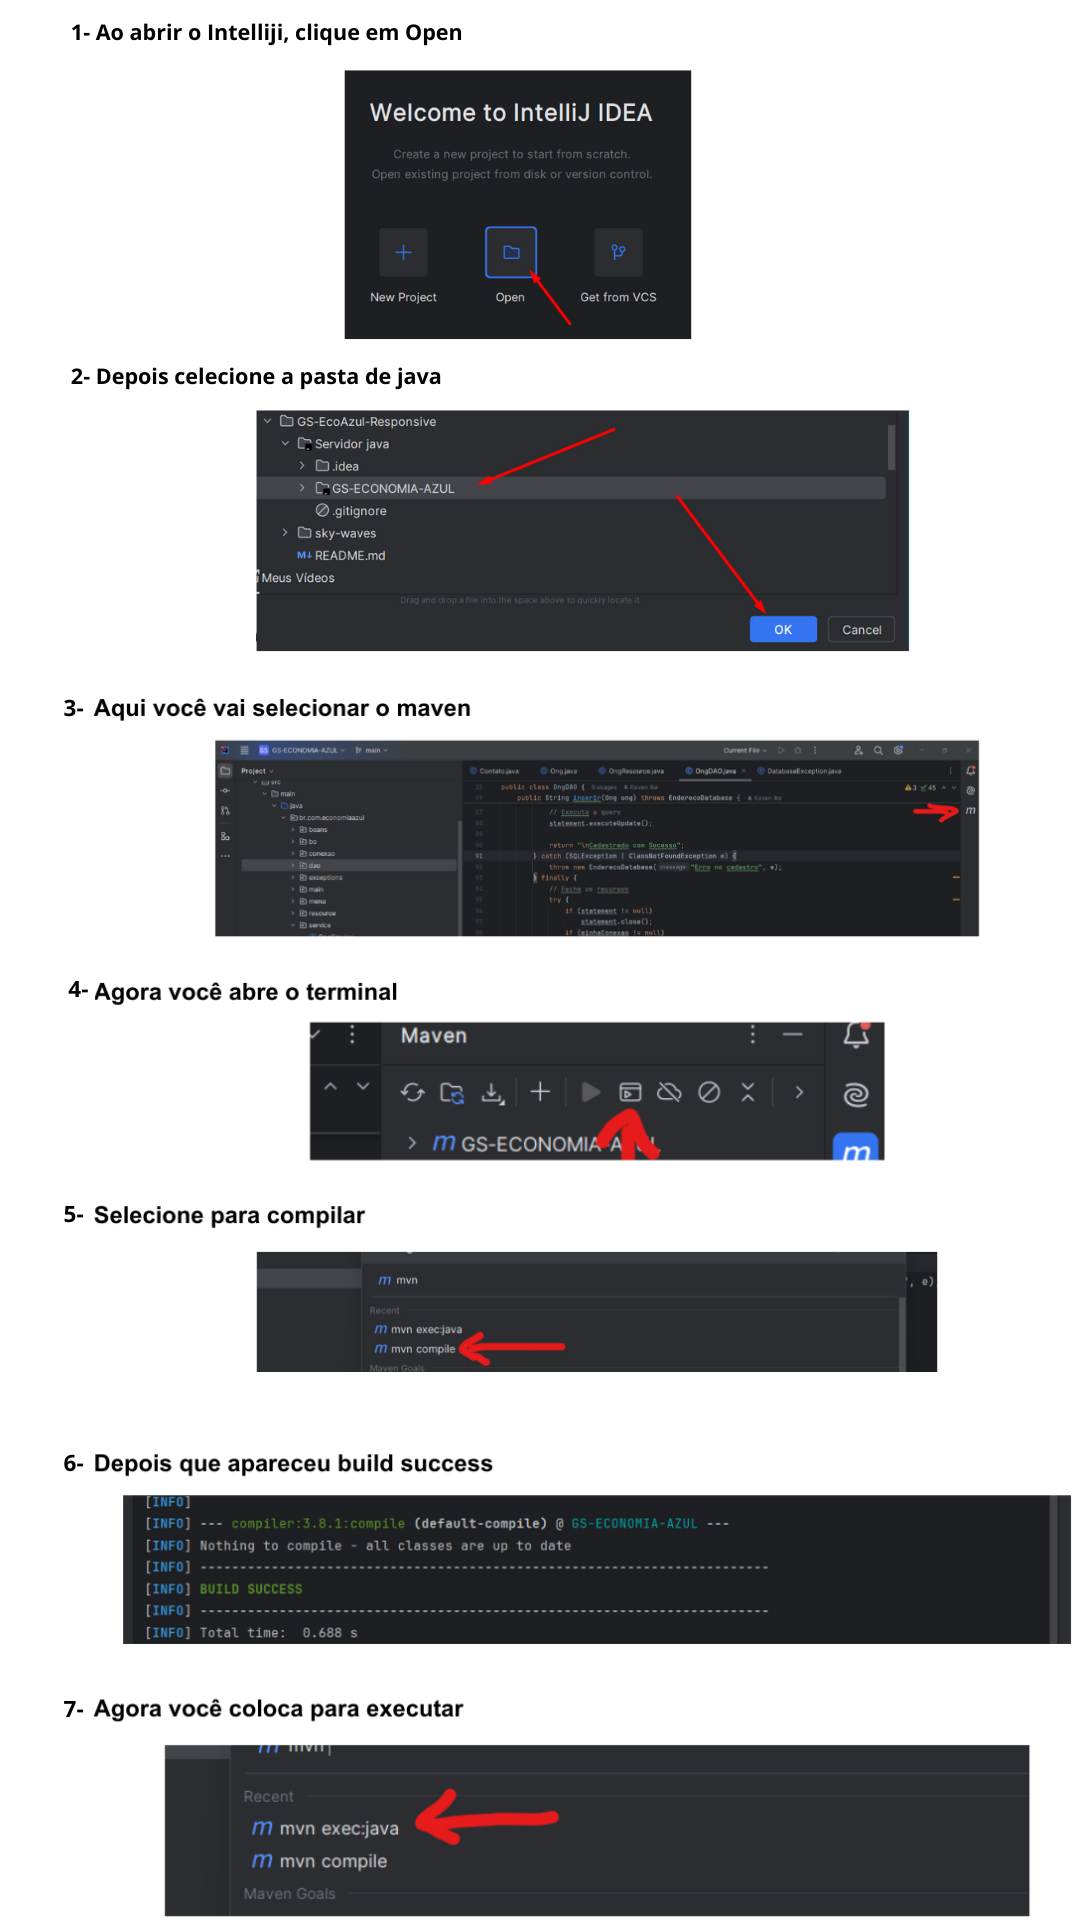 1- Ao abrir o Intelliji, clique em Open
Welcome to IntelliJ IDEA
Create a new project to start from scratch.
Open existing project from disk or version control.
New Project
Open
Get from VCS
2- Depois celecione a pasta de java
GS-EcoAzul-Responsive
Servidor java
.idea
GS-ECONOMIA-AZUL
.gitignore
sky-waves
M↓ README.md
Meus Vídeos
Drag and drop a file into the space above to quickly locate it
OK
Cancel
3- Aqui você vai selecionar o maven
GS GS-ECONOMIA-AZUL
main
Current File
Project
Contato.java
Ong.java
OngResource.java
OngDAO.java
DatabaseException.java
src
main
java
br.com.economiaazul
beans
bo
conexao
dao
exceptions
main
menu
resource
service
public class OngDAO {
public String inserir(Ong ong) throws EnderecoDatabase {
3
45
// Executa a query
statement.executeUpdate();
return "\nCadastrado com Sucesso";
91
} catch (SQLException | ClassNotFoundException e) {
throw new EnderecoDatabase( message: "Erro no cadastro", e);
} finally {
// Fecha os recursos
try {
if (statement != null)
statement.close();
if (minhaConexao != null)
m
4- Agora você abre o terminal
Maven
m GS-ECONOMIA-AZUL
m
5- Selecione para compilar
m mvn
", e)
Recent
m mvn exec:java
m mvn compile
Maven Goals
6- Depois que apareceu build success
[INFO]
[INFO] --- compiler:3.8.1:compile (default-compile) @ GS-ECONOMIA-AZUL ---
[INFO] Nothing to compile - all classes are up to date
[INFO] ------------------------------------------------------------------------
[INFO] BUILD SUCCESS
[INFO] ------------------------------------------------------------------------
[INFO] Total time:  0.688 s
7- Agora você coloca para executar
m mvn
Recent
m mvn exec:java
m mvn compile
Maven Goals